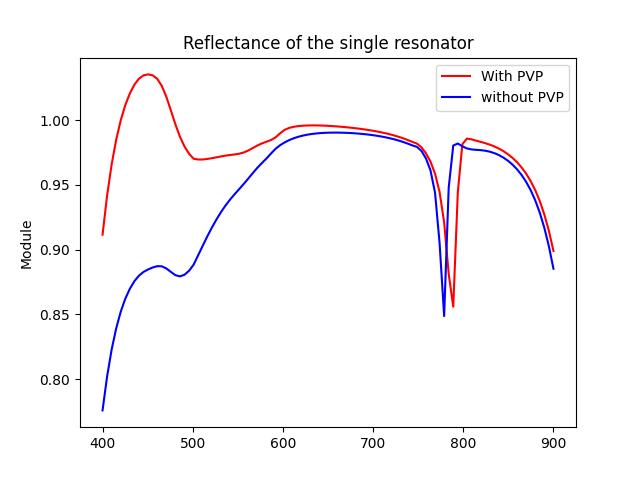 Reflectance of the single resonator
With PVP
without PVP
1.00
0.95
0.90
0.85
0.80
Module
400 500 600 700 800 900